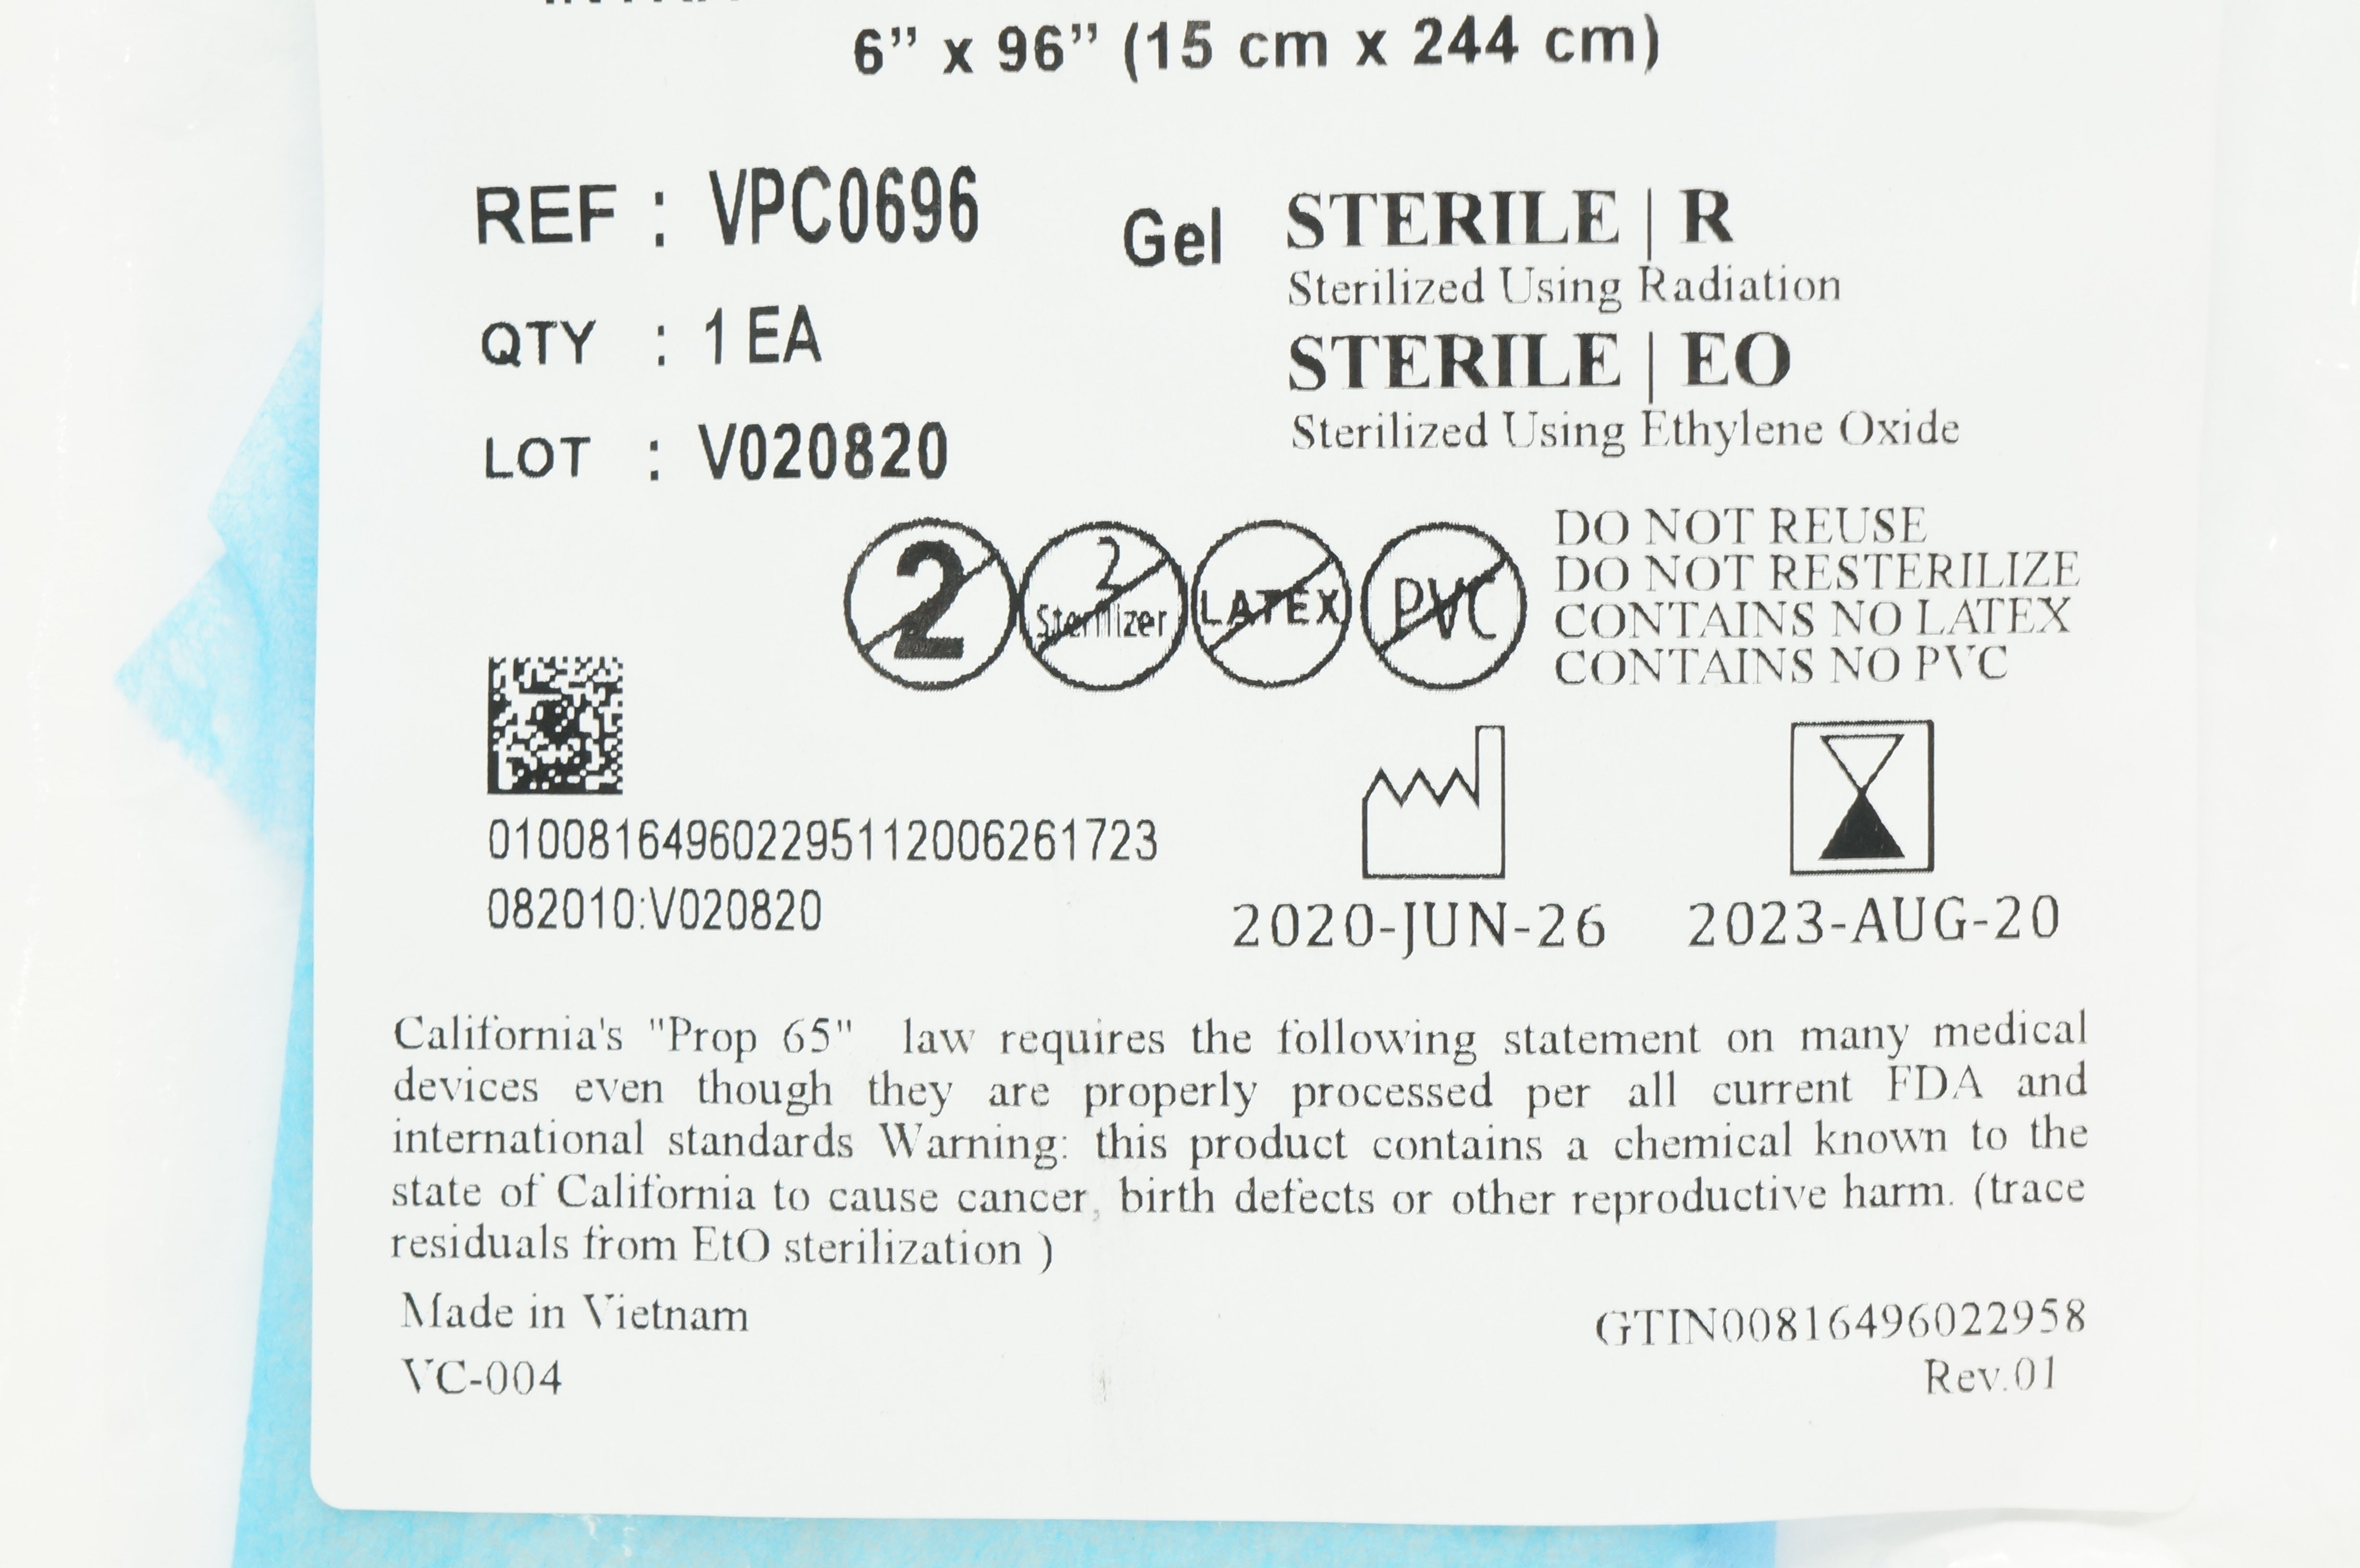 6” x 96” (15 cm x 244 cm)
REF : VPC0696
QTY : 1 EA
LOT : V020820
Gel STERILE | R
Sterilized Using Radiation
STERILE | EO
Sterilized Using Ethylene Oxide
2
2
Sterilizer
LATEX
PVC
DO NOT REUSE
DO NOT RESTERILIZE
CONTAINS NO LATEX
CONTAINS NO PVC
010081649602295112006261723
082010:V020820
2020-JUN-26
2023-AUG-20
California's "Prop 65" law requires the following statement on many medical
devices even though they are properly processed per all current FDA and
international standards Warning: this product contains a chemical known to the
state of California to cause cancer, birth defects or other reproductive harm. (trace
residuals from EtO sterilization )
Made in Vietnam
VC-004
GTIN00816496022958
Rev.01